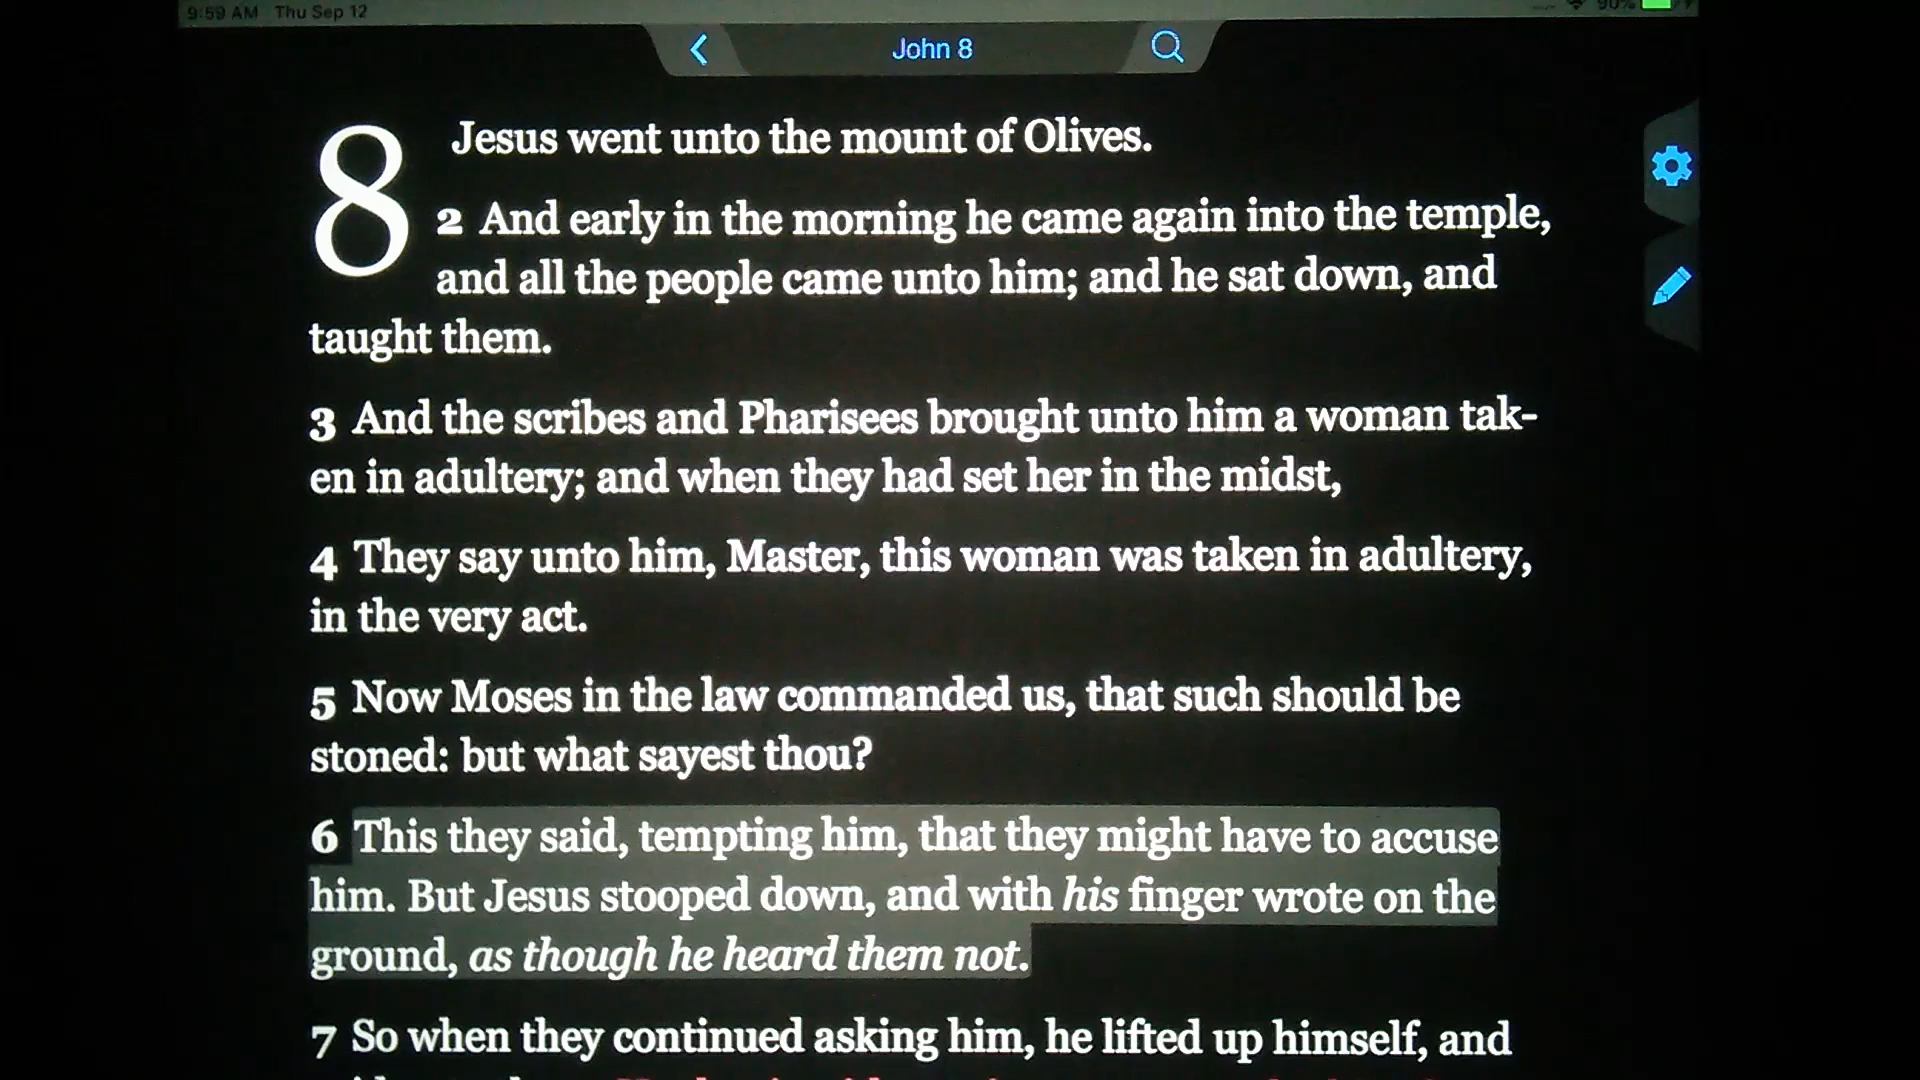 9:59 AM Thu Sep 12
90%
John 8
8 Jesus went unto the mount of Olives.
2 And early in the morning he came again into the temple,
and all the people came unto him; and he sat down, and
taught them.
3 And the scribes and Pharisees brought unto him a woman tak-
en in adultery; and when they had set her in the midst,
4 They say unto him, Master, this woman was taken in adultery,
in the very act.
5 Now Moses in the law commanded us, that such should be
stoned: but what sayest thou?
6 This they said, tempting him, that they might have to accuse
him. But Jesus stooped down, and with his finger wrote on the
ground, as though he heard them not.
7 So when they continued asking him, he lifted up himself, and